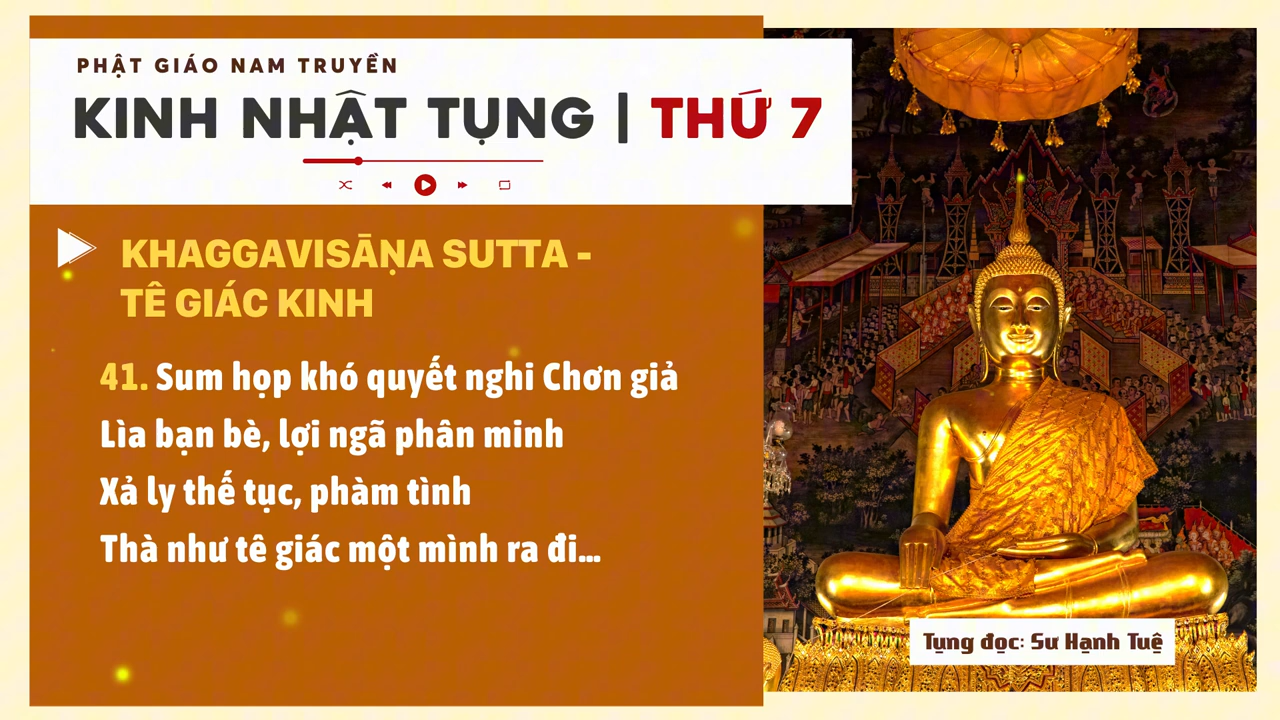 PHẬT GIÁO NAM TRUYỀN
KINH NHẬT TỤNG | THỨ 7
KHAGGAVISĀṆA SUTTA -
TÊ GIÁC KINH
41. Sum họp khó quyết nghi Chơn giả
Lìa bạn bè, lợi ngã phân minh
Xả ly thế tục, phàm tình
Thà như tê giác một mình ra đi...
Tụng đọc: Sư Hạnh Tuệ